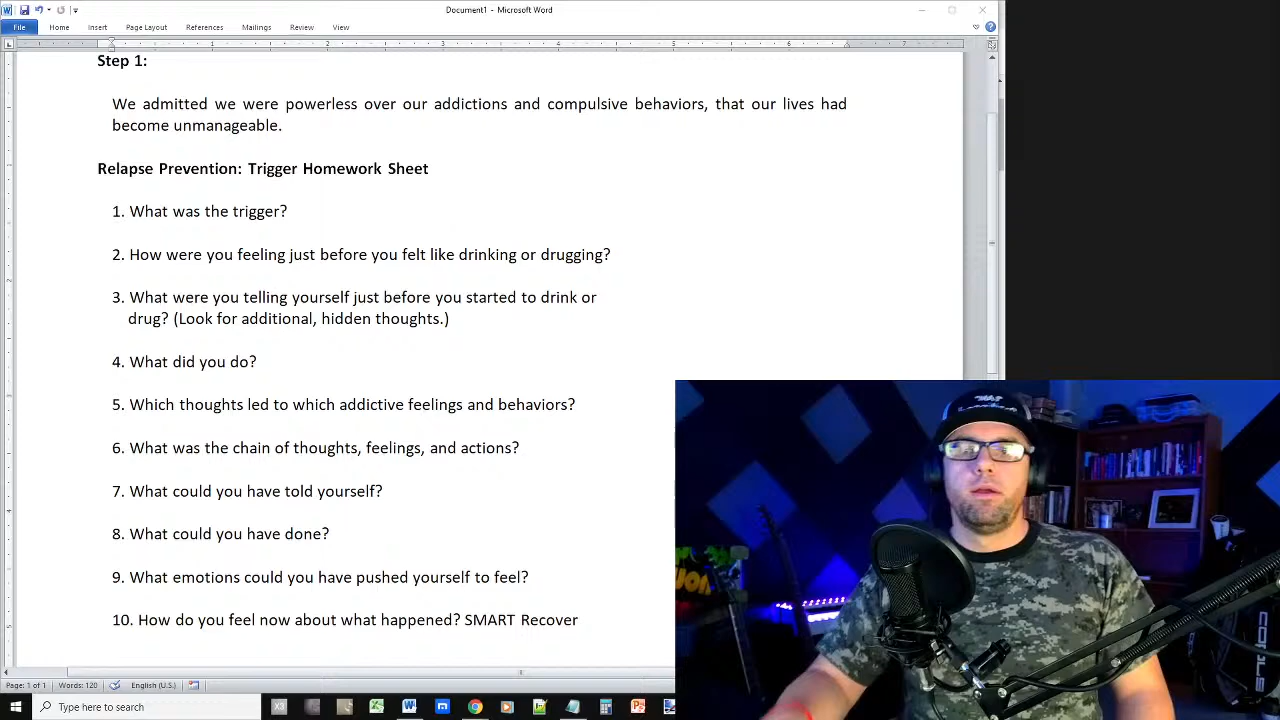 Document1 - Microsoft Word
File Home Insert Page Layout References Mailings Review View
1 2 3 4 5 6 7
Step 1:
We admitted we were powerless over our addictions and compulsive behaviors, that our lives had
become unmanageable.
Relapse Prevention: Trigger Homework Sheet
1. What was the trigger?
2. How were you feeling just before you felt like drinking or drugging?
3. What were you telling yourself just before you started to drink or
drug? (Look for additional, hidden thoughts.)
4. What did you do?
5. Which thoughts led to which addictive feelings and behaviors?
6. What was the chain of thoughts, feelings, and actions?
7. What could you have told yourself?
8. What could you have done?
9. What emotions could you have pushed yourself to feel?
10. How do you feel now about what happened? SMART Recover
Page: 1 of 1 Words: 120 English (U.S.)
Type here to search